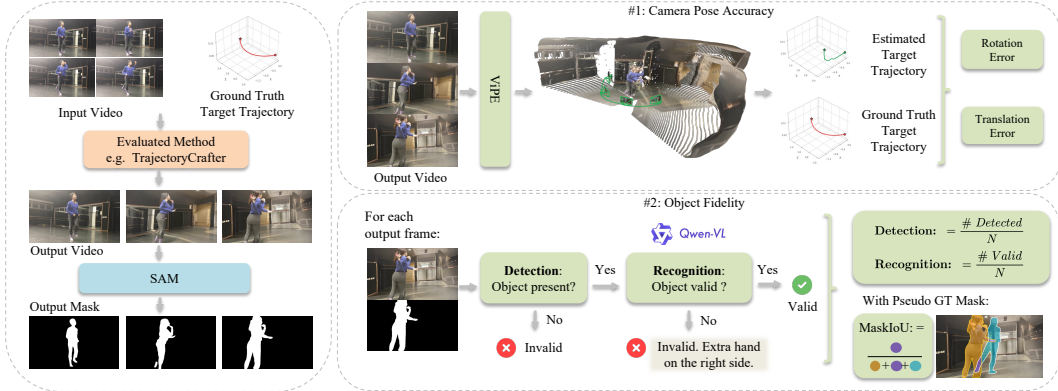 Input Video
Ground Truth
Target Trajectory
Evaluated Method
e.g. TrajectoryCrafter
Output Video
SAM
Output Mask
#1: Camera Pose Accuracy
Output Video
ViPE
Estimated
Target
Trajectory
Ground Truth
Target
Trajectory
Rotation
Error
Translation
Error
#2: Object Fidelity
For each
output frame:
Qwen-VL
Detection:
Object present?
Yes
Recognition:
Object valid ?
Yes
Valid
No
Invalid
No
Invalid. Extra hand
on the right side.
Detection: = # Detected
N
Recognition: = # Valid
N
With Pseudo GT Mask:
MaskIoU: =
+ +